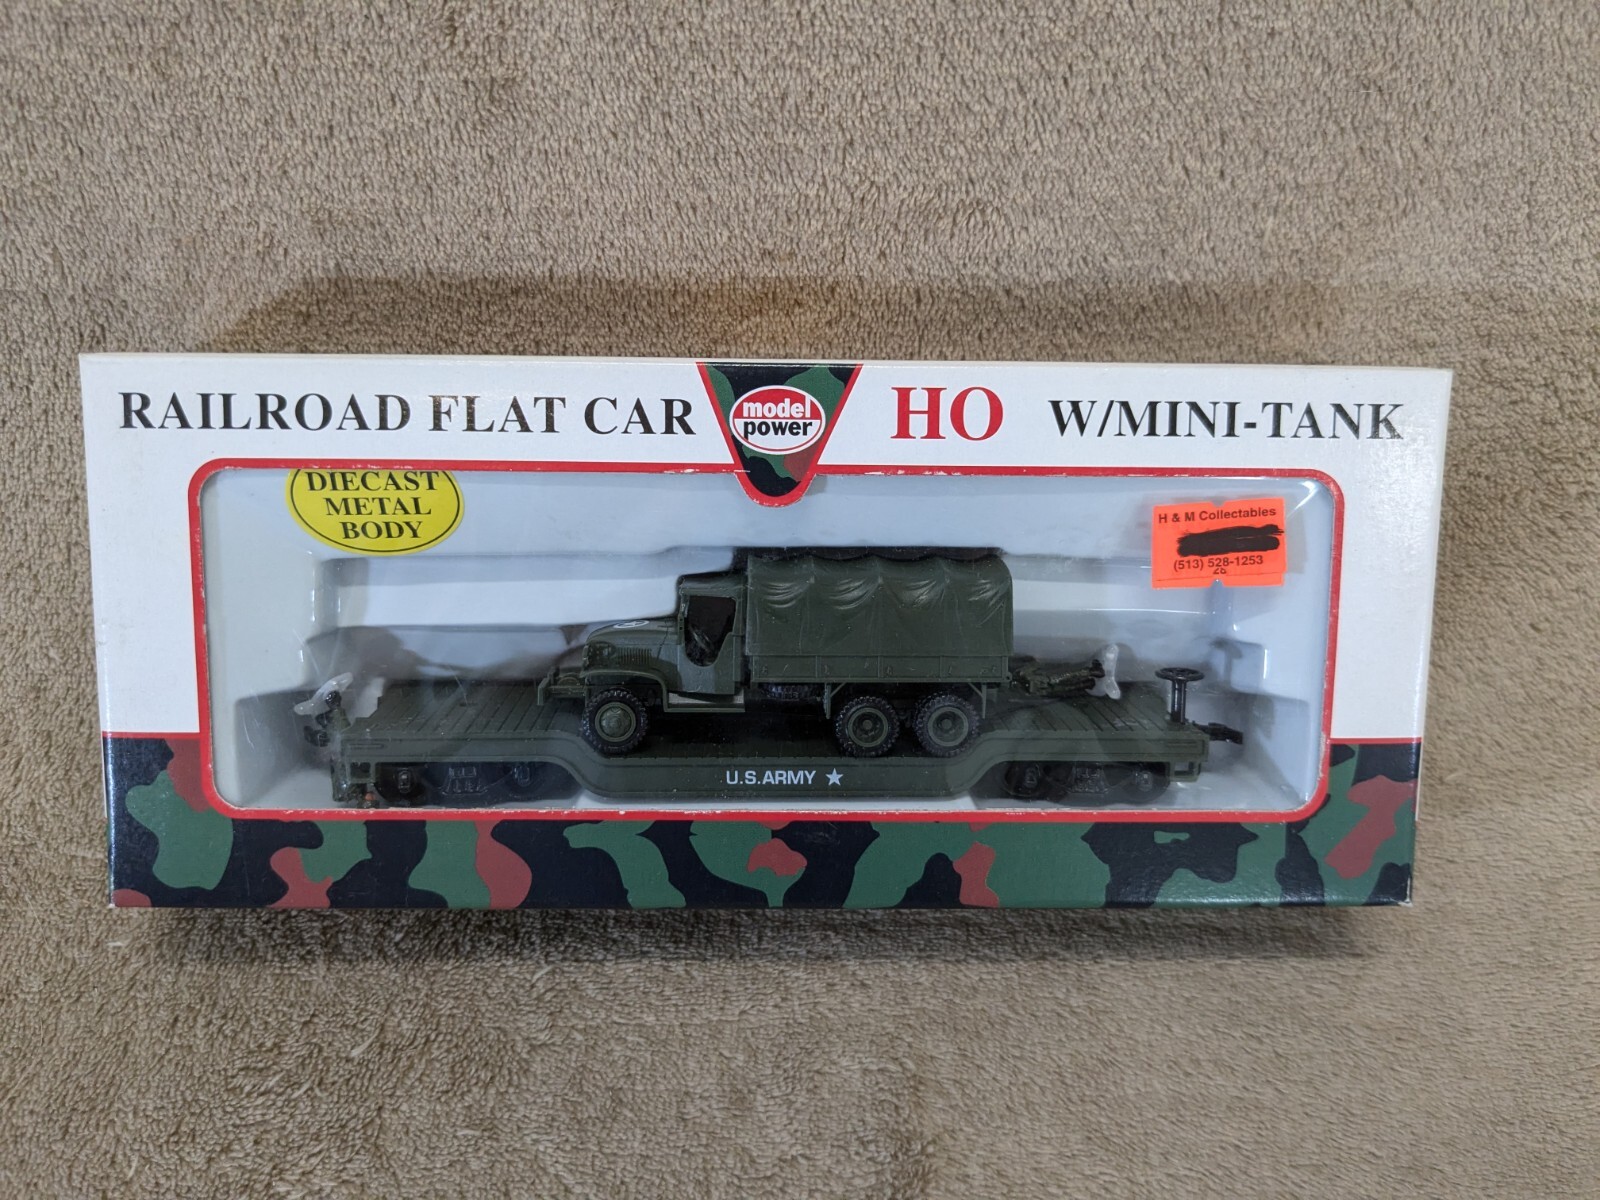 RAILROAD FLAT CAR
model
power
HO
W/MINI-TANK
DIECAST
METAL
BODY
H & M Collectables
(513) 528-1253
U.S.ARMY ★